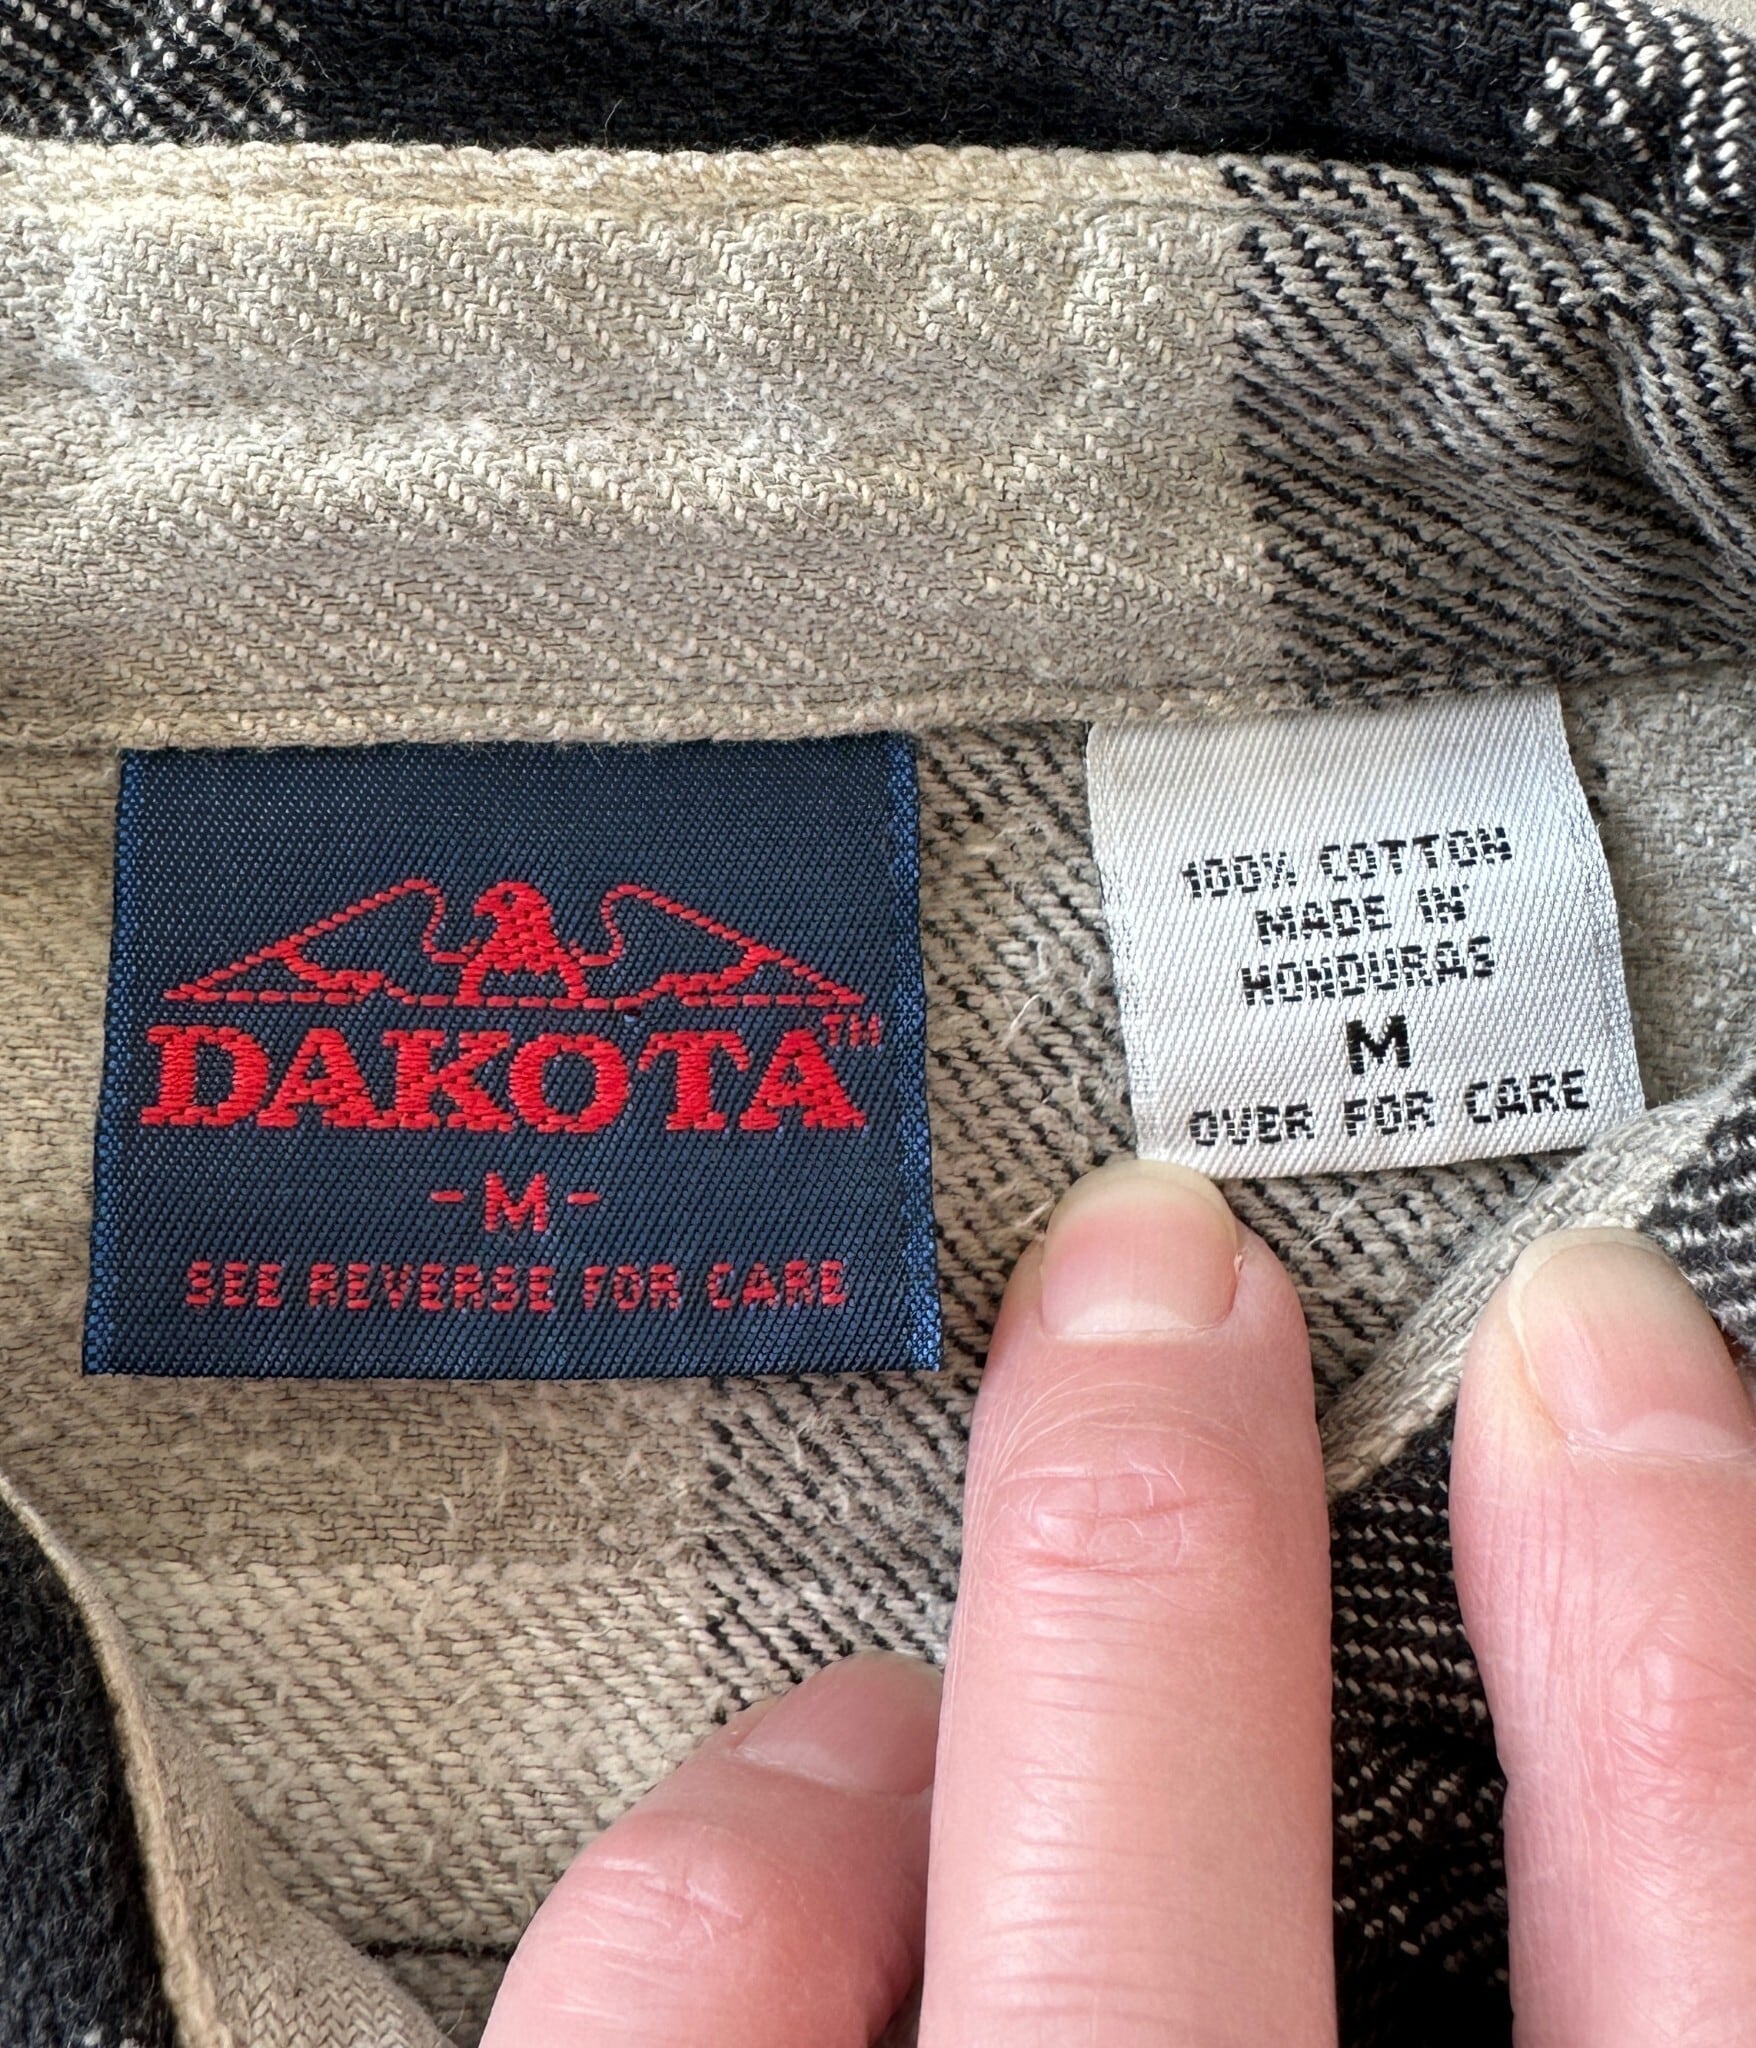 DAKOTA™
-M-
SEE REVERSE FOR CARE
100% COTTON
MADE IN
HONDURAS
M
OVER FOR CARE